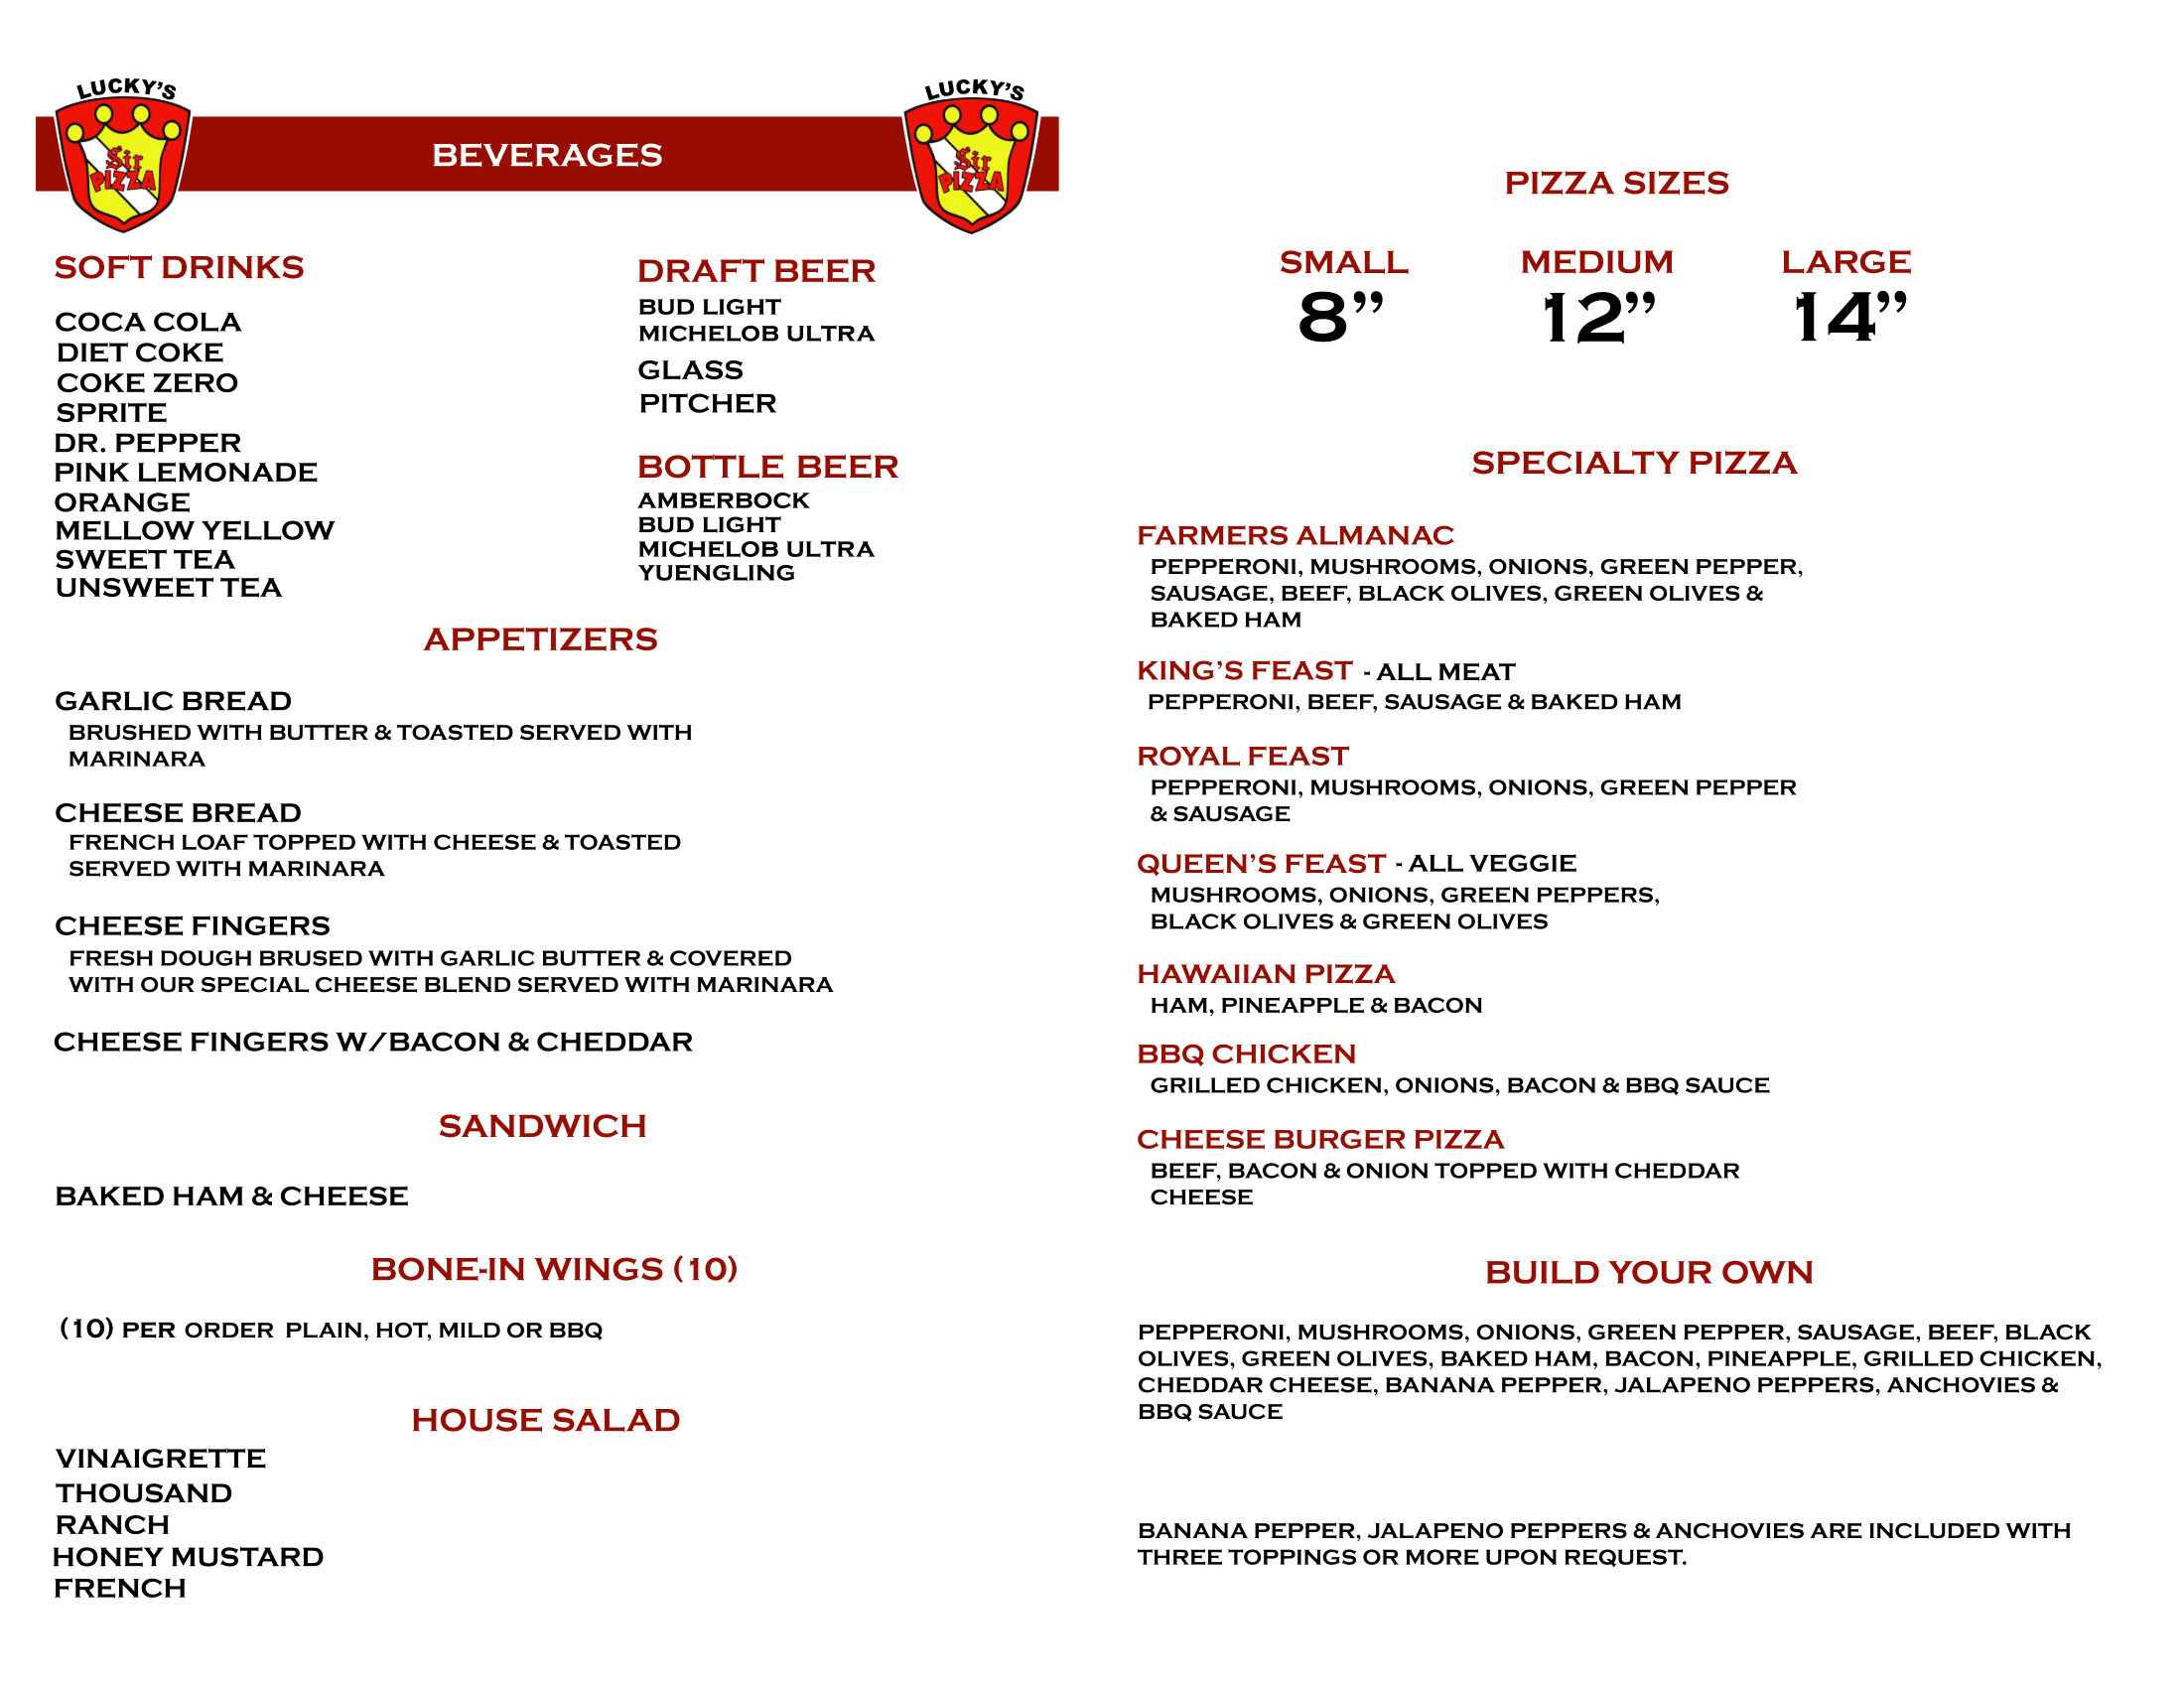 LUCKY'S
Sir
PIZZA
BEVERAGES
LUCKY'S
Sir
PIZZA
SOFT DRINKS
COCA COLA
DIET COKE
COKE ZERO
SPRITE
DR. PEPPER
PINK LEMONADE
ORANGE
MELLOW YELLOW
SWEET TEA
UNSWEET TEA
DRAFT BEER
BUD LIGHT
MICHELOB ULTRA
GLASS
PITCHER
BOTTLE BEER
AMBERBOCK
BUD LIGHT
MICHELOB ULTRA
YUENGLING
APPETIZERS
GARLIC BREAD
BRUSHED WITH BUTTER & TOASTED SERVED WITH
MARINARA
CHEESE BREAD
FRENCH LOAF TOPPED WITH CHEESE & TOASTED
SERVED WITH MARINARA
CHEESE FINGERS
FRESH DOUGH BRUSED WITH GARLIC BUTTER & COVERED
WITH OUR SPECIAL CHEESE BLEND SERVED WITH MARINARA
CHEESE FINGERS W/BACON & CHEDDAR
SANDWICH
BAKED HAM & CHEESE
BONE-IN WINGS (10)
(10) PER ORDER PLAIN, HOT, MILD OR BBQ
HOUSE SALAD
VINAIGRETTE
THOUSAND
RANCH
HONEY MUSTARD
FRENCH
PIZZA SIZES
SMALL MEDIUM LARGE
8” 12” 14”
SPECIALTY PIZZA
FARMERS ALMANAC
PEPPERONI, MUSHROOMS, ONIONS, GREEN PEPPER,
SAUSAGE, BEEF, BLACK OLIVES, GREEN OLIVES &
BAKED HAM
KING’S FEAST - ALL MEAT
PEPPERONI, BEEF, SAUSAGE & BAKED HAM
ROYAL FEAST
PEPPERONI, MUSHROOMS, ONIONS, GREEN PEPPER
& SAUSAGE
QUEEN’S FEAST - ALL VEGGIE
MUSHROOMS, ONIONS, GREEN PEPPERS,
BLACK OLIVES & GREEN OLIVES
HAWAIIAN PIZZA
HAM, PINEAPPLE & BACON
BBQ CHICKEN
GRILLED CHICKEN, ONIONS, BACON & BBQ SAUCE
CHEESE BURGER PIZZA
BEEF, BACON & ONION TOPPED WITH CHEDDAR
CHEESE
BUILD YOUR OWN
PEPPERONI, MUSHROOMS, ONIONS, GREEN PEPPER, SAUSAGE, BEEF, BLACK
OLIVES, GREEN OLIVES, BAKED HAM, BACON, PINEAPPLE, GRILLED CHICKEN,
CHEDDAR CHEESE, BANANA PEPPER, JALAPENO PEPPERS, ANCHOVIES &
BBQ SAUCE
BANANA PEPPER, JALAPENO PEPPERS & ANCHOVIES ARE INCLUDED WITH
THREE TOPPINGS OR MORE UPON REQUEST.